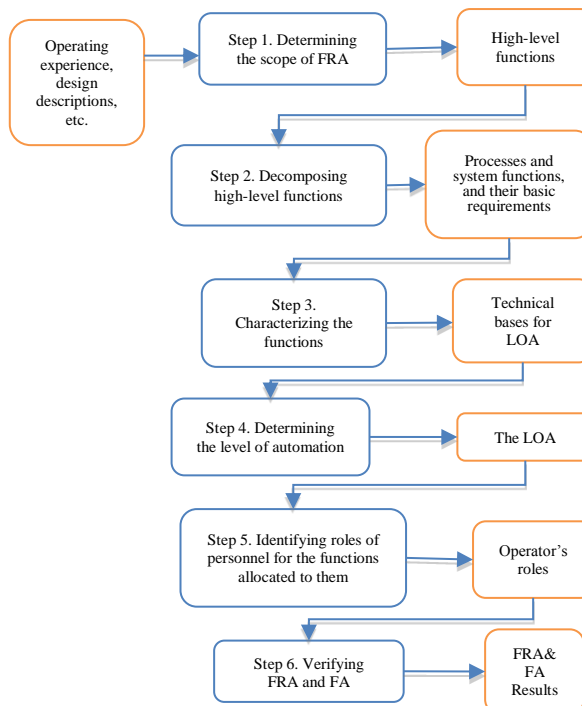 Operating
experience,
design
descriptions,
etc.
Step 1. Determining
the scope of FRA
High-level
functions
Step 2. Decomposing
high-level functions
Processes and
system functions,
and their basic
requirements
Step 3.
Characterizing the
functions
Technical
bases for
LOA
Step 4. Determining
the level of automation
The LOA
Step 5. Identifying roles of
personnel for the functions
allocated to them
Operator’s
roles
Step 6. Verifying
FRA and FA
FRA&
FA
Results